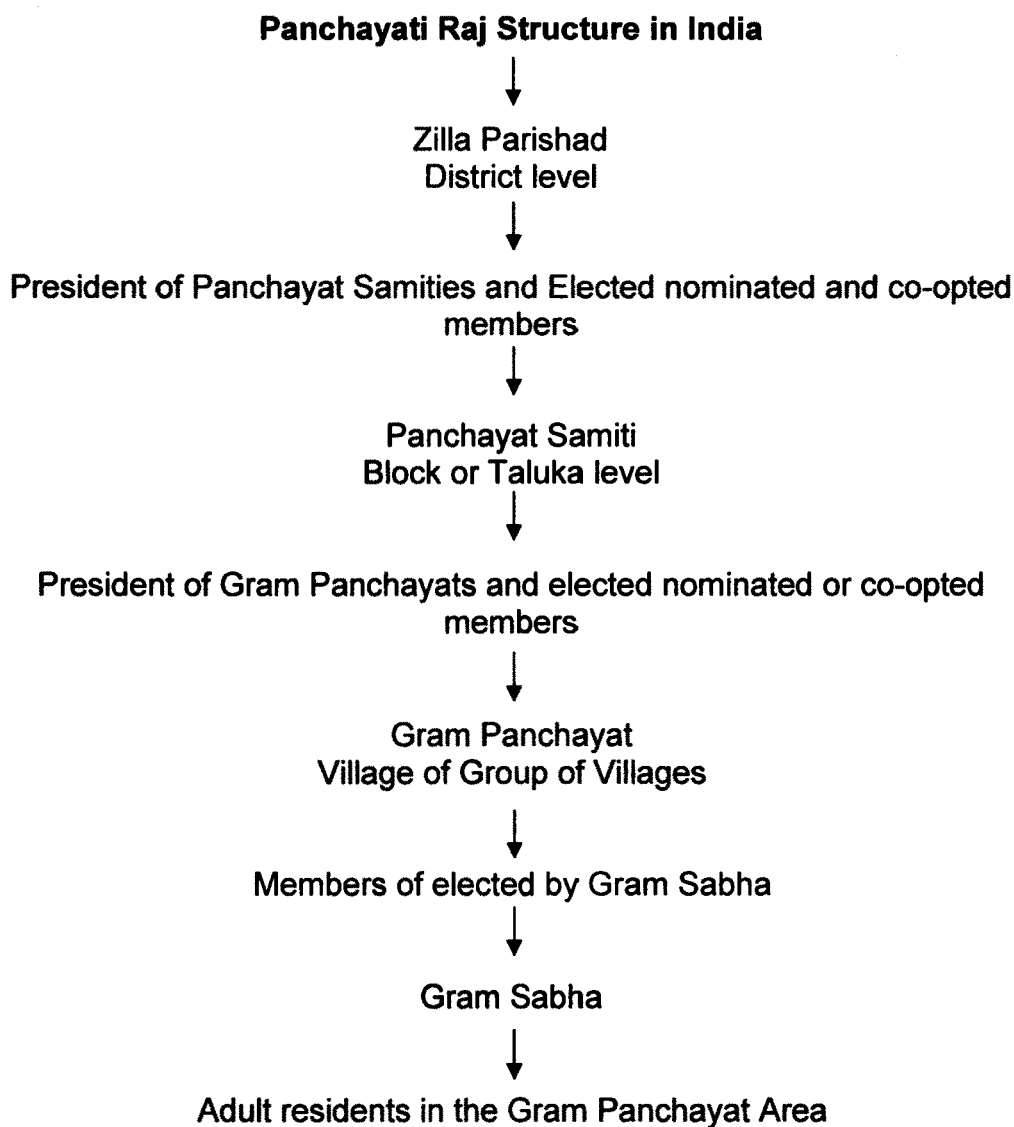 Panchayati Raj Structure in India
Zilla Parishad
District level
President of Panchayat Samities and Elected nominated and co-opted
members
Panchayat Samiti
Block or Taluka level
President of Gram Panchayats and elected nominated or co-opted
members
Gram Panchayat
Village of Group of Villages
Members of elected by Gram Sabha
Gram Sabha
Adult residents in the Gram Panchayat Area